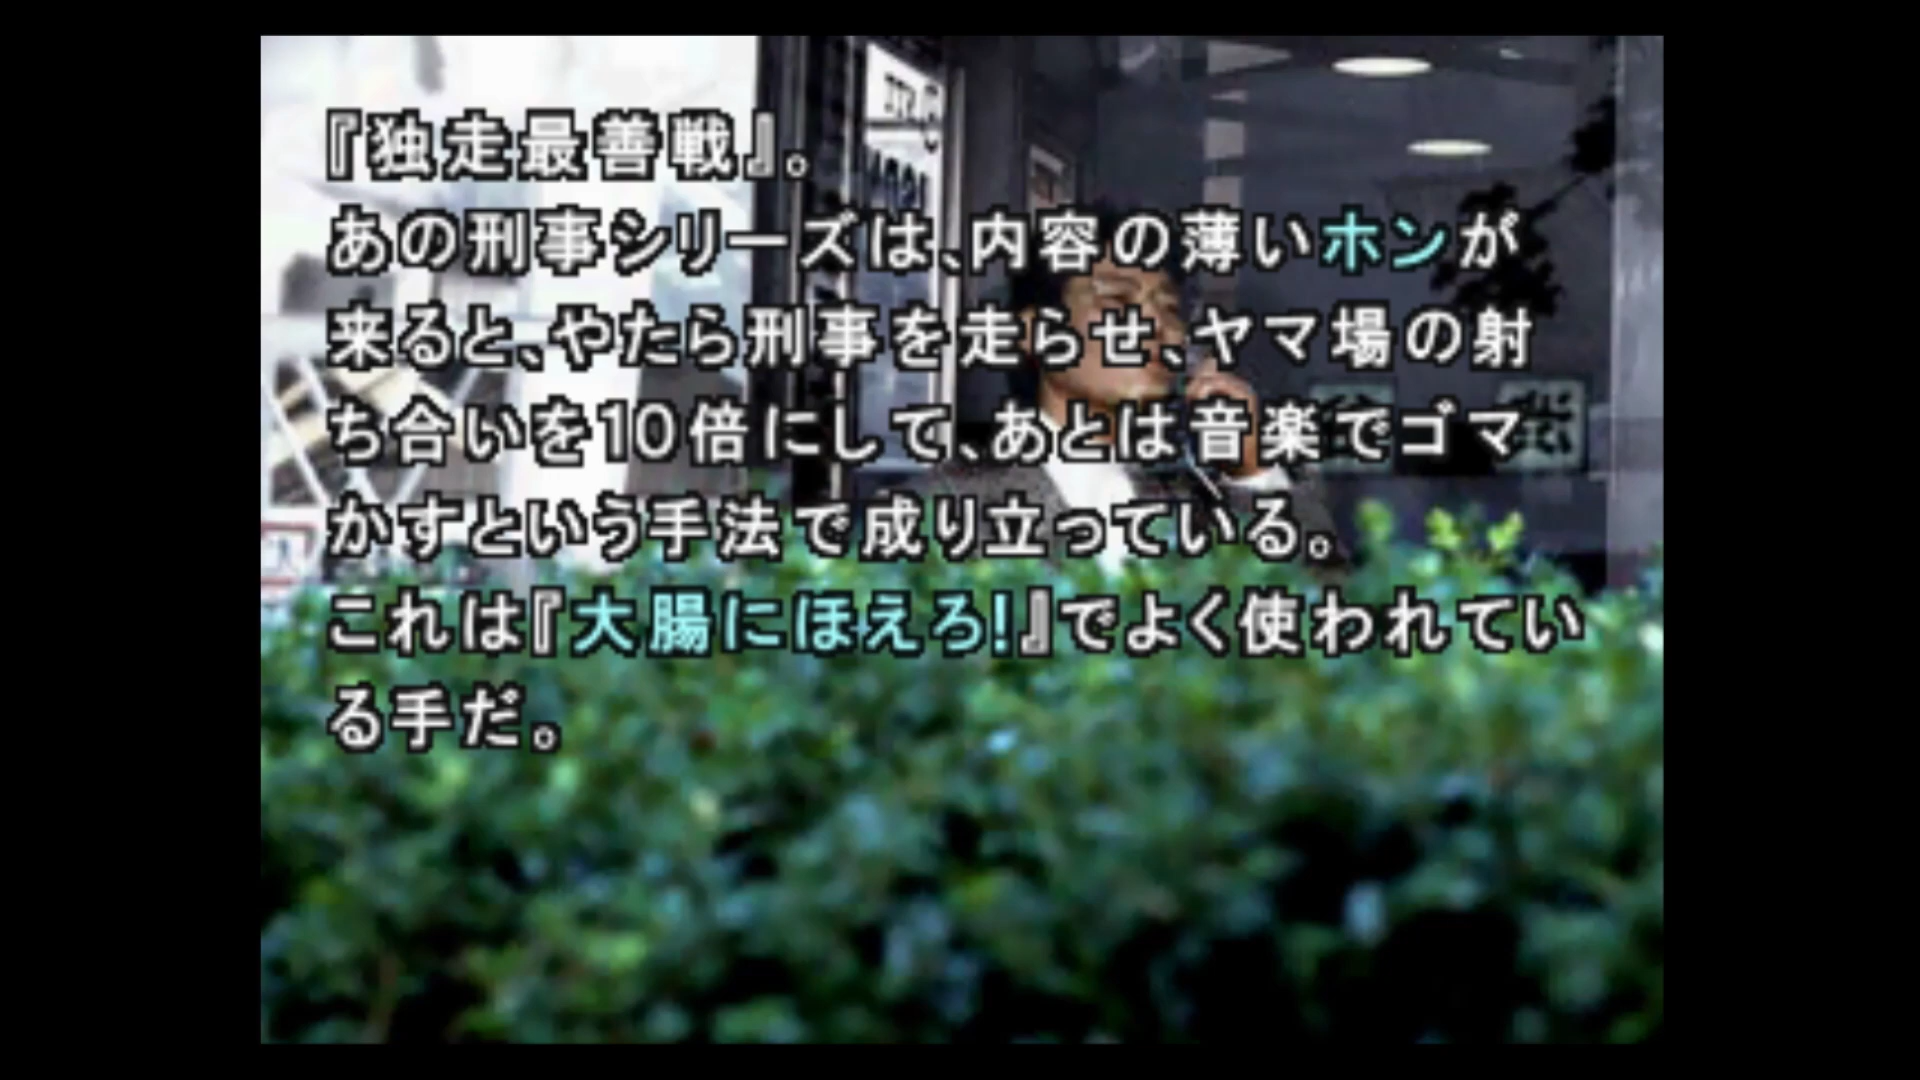 『独走最善戦』。
あの刑事シリーズは、内容の薄いホンが
来ると、やたら刑事を走らせ、ヤマ場の射
ち合いを10倍にして、あとは音楽でゴマ
かすという手法で成り立っている。
これは『大腸にほえろ!』でよく使われてい
る手だ。